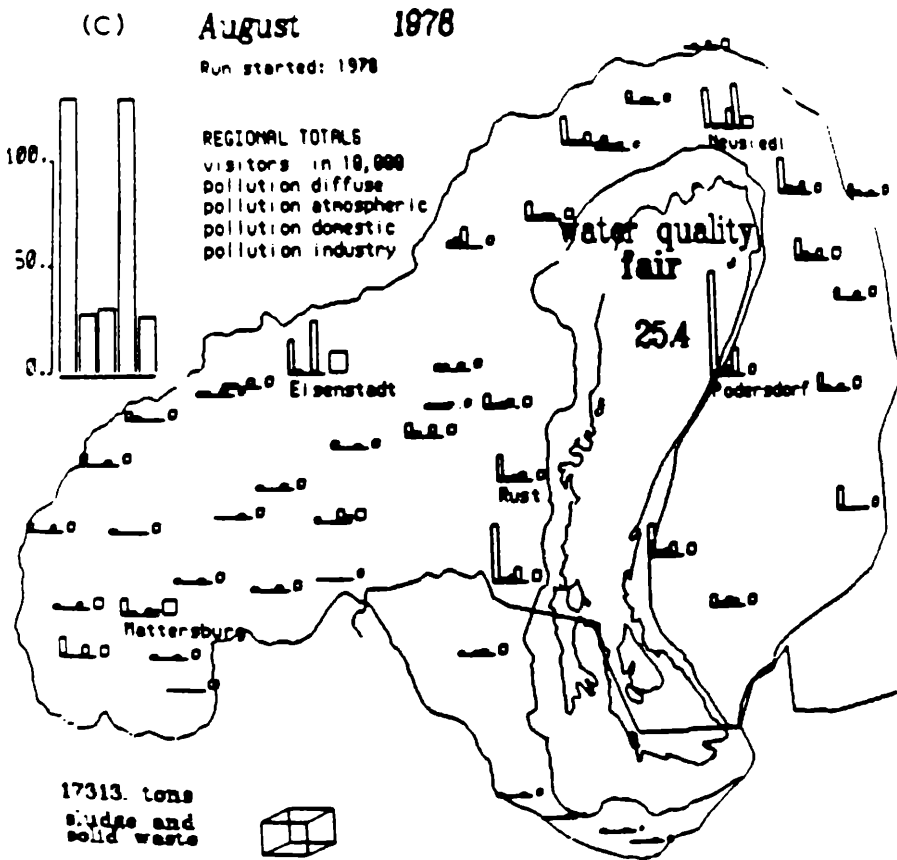 (C) August 1978
Run started: 1978
REGIONAL TOTALS
visitors in 10,000
pollution diffuse
pollution atmospheric
pollution domestic
pollution industry
100.
50.
0.
Neusiedl
water quality
fair
25.4
Eisenstadt
Podersdorf
Rust
Mattersburg
17313. tons
sludge and
solid waste